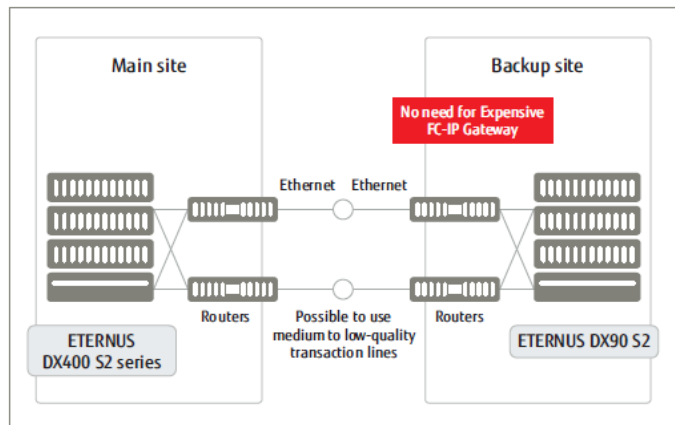 Main site
Backup site
No need for Expensive
FC-IP Gateway
Ethernet
Ethernet
Routers
Possible to use
medium to low-quality
transaction lines
Routers
ETERNUS
DX400 S2 series
ETERNUS DX90 S2